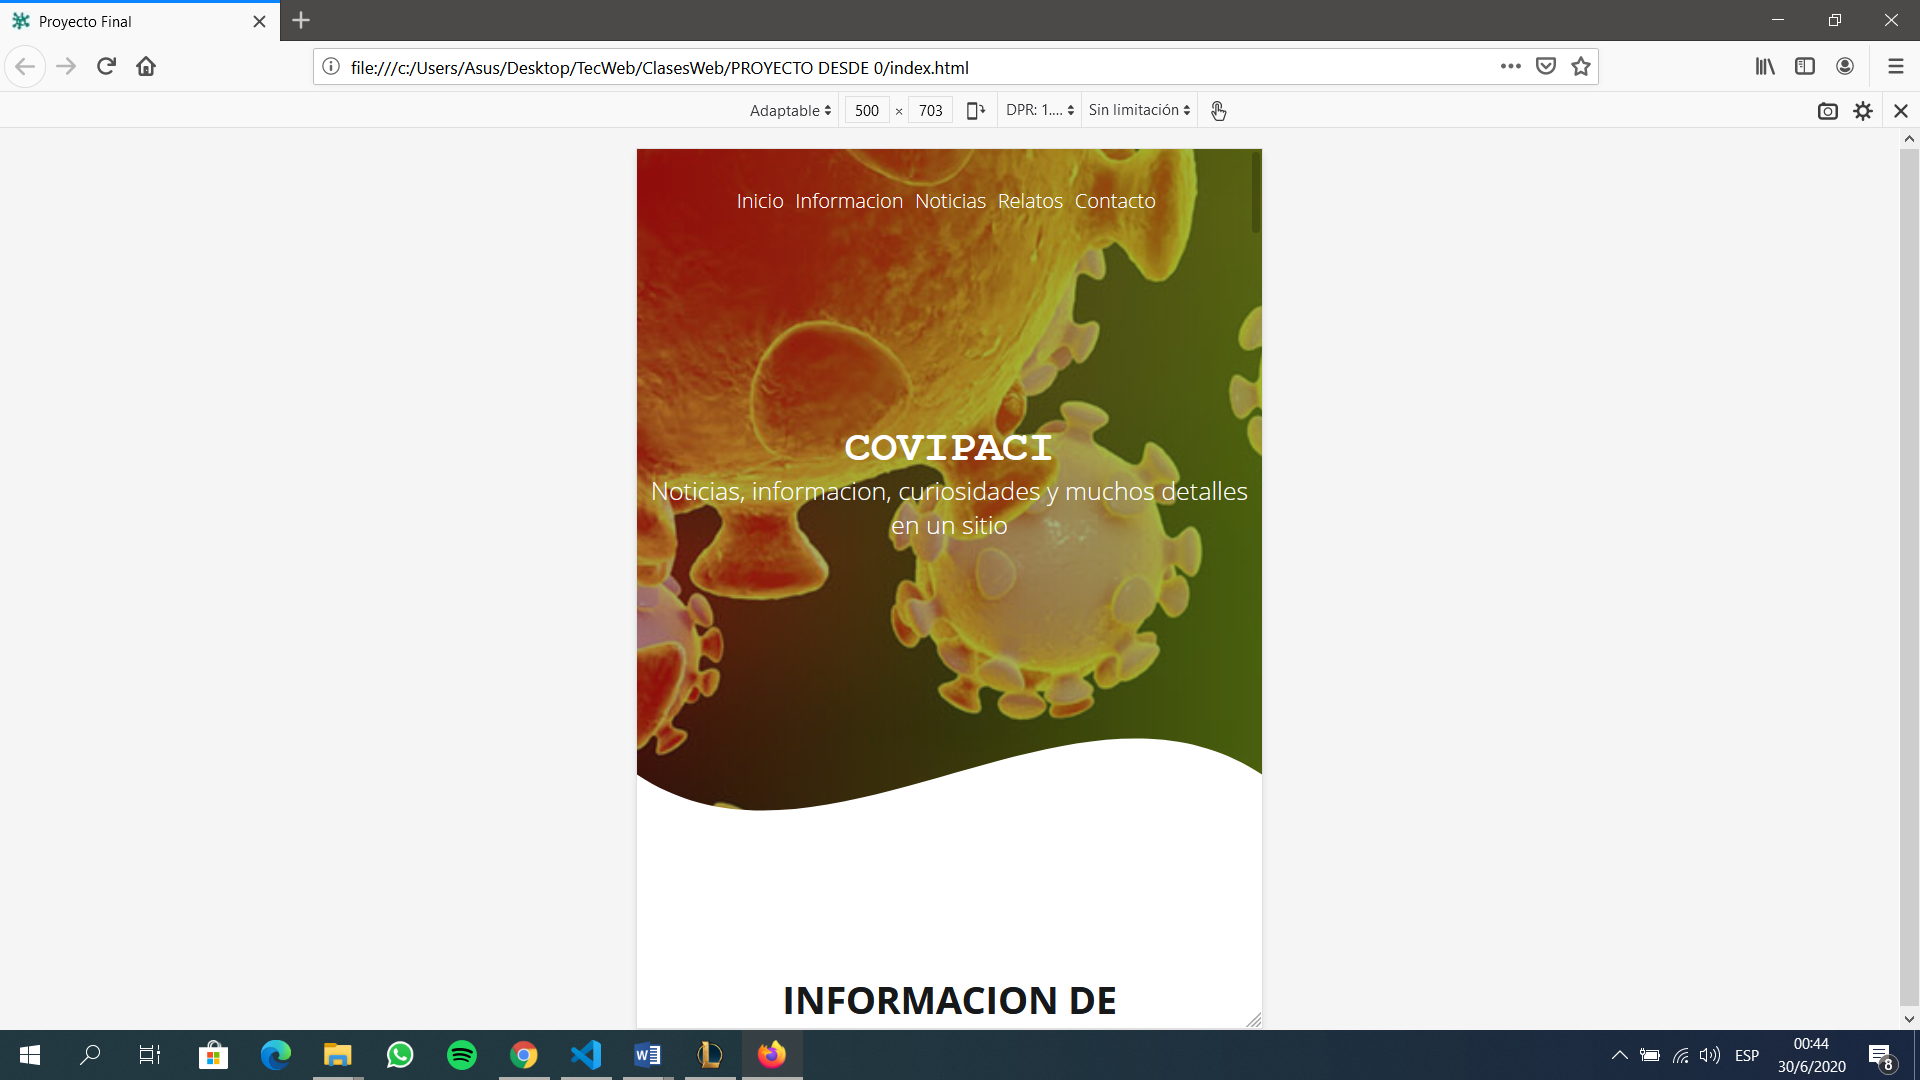 Proyecto Final
file:///c:/Users/Asus/Desktop/TecWeb/ClasesWeb/PROYECTO DESDE 0/index.html
Adaptable 500 × 703 DPR: 1.... Sin limitación
Inicio Informacion Noticias Relatos Contacto
COVIPACI
Noticias, informacion, curiosidades y muchos detalles
en un sitio
INFORMACION DE
ESP
00:44
30/6/2020
8